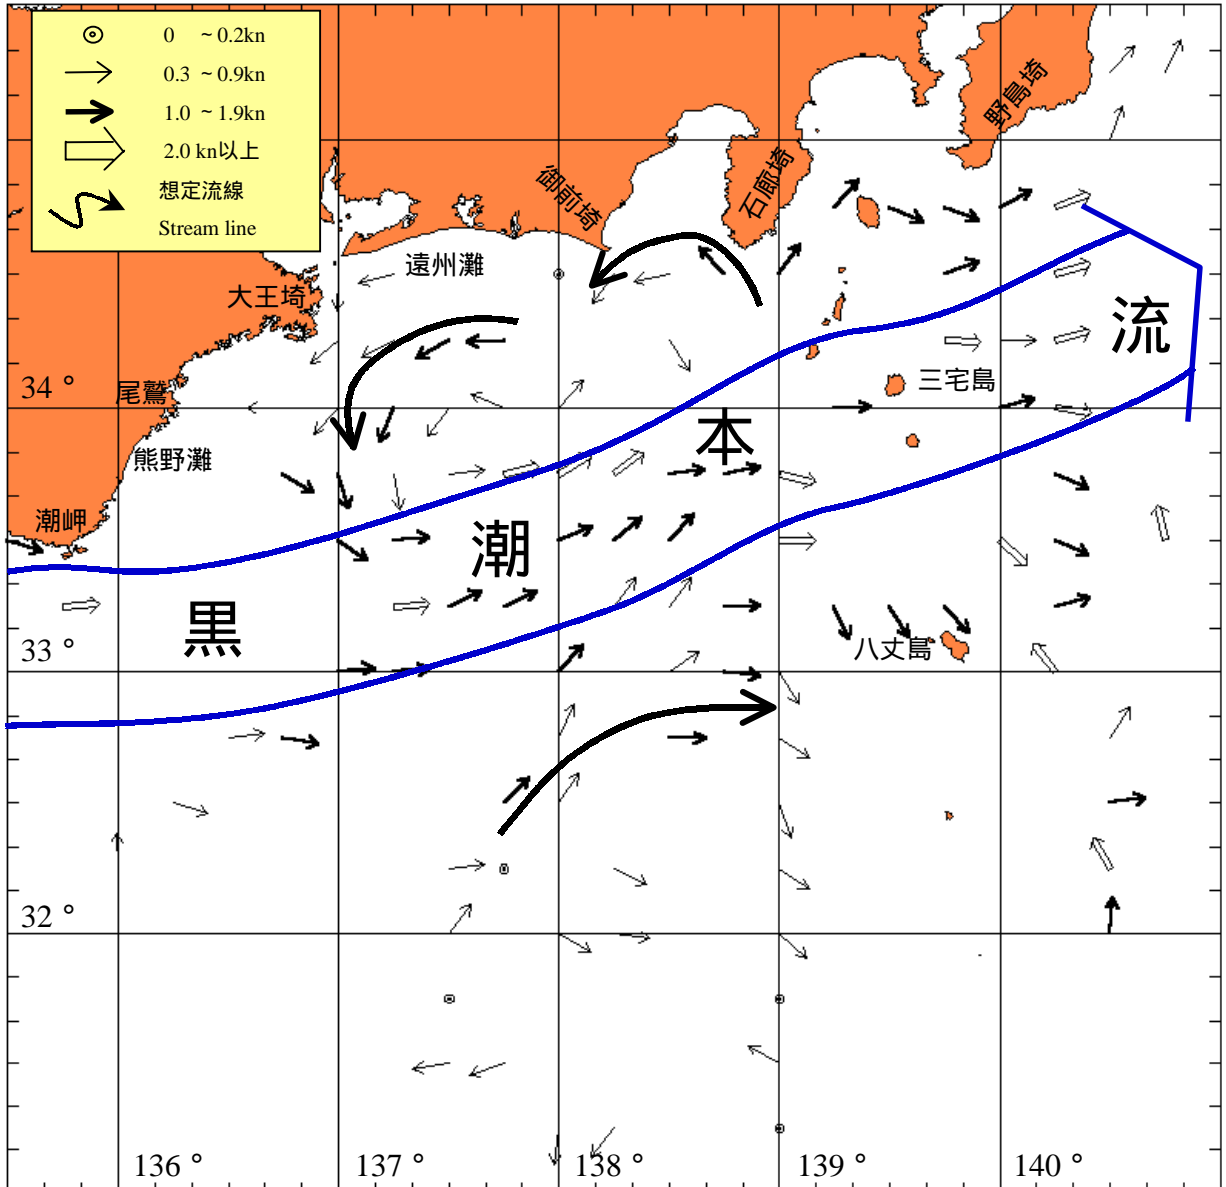 0 ~ 0.2kn
0.3 ~ 0.9kn
1.0 ~ 1.9kn
2.0 kn以上
想定流線
Stream line
野島埼
石廊埼
御前埼
遠州灘
大王埼
尾鷲
熊野灘
潮岬
三宅島
八丈島
黒
潮
本
流
34°
33°
32°
136°
137°
138°
139°
140°